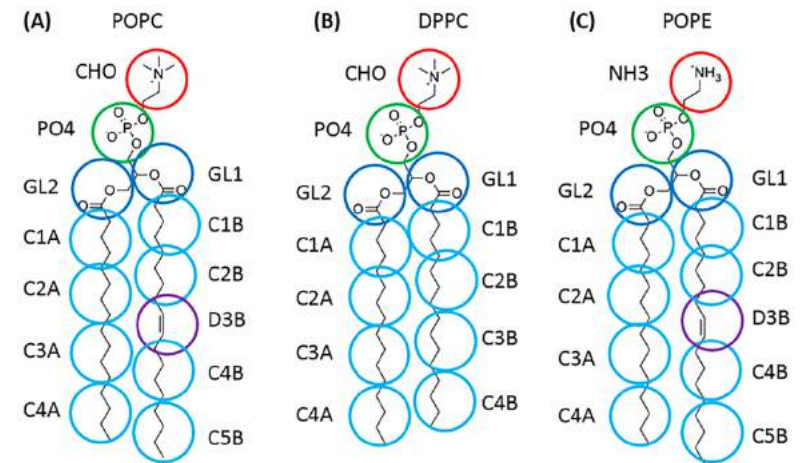 (A) POPC
CHO
N
PO4
O
O
P
O
O
GL2
GL1
O
O
O
O
C1A
C1B
C2A
C2B
D3B
C3A
C4B
C4A
C5B
(B) DPPC
CHO
N
PO4
O
O
P
O
O
GL2
GL1
O
O
O
O
C1A
C1B
C2A
C2B
C3A
C3B
C4A
C4B
(C) POPE
NH3
NH₃
PO4
O
O
P
O
O
GL2
GL1
O
O
O
O
C1A
C1B
C2A
C2B
D3B
C3A
C4B
C4A
C5B